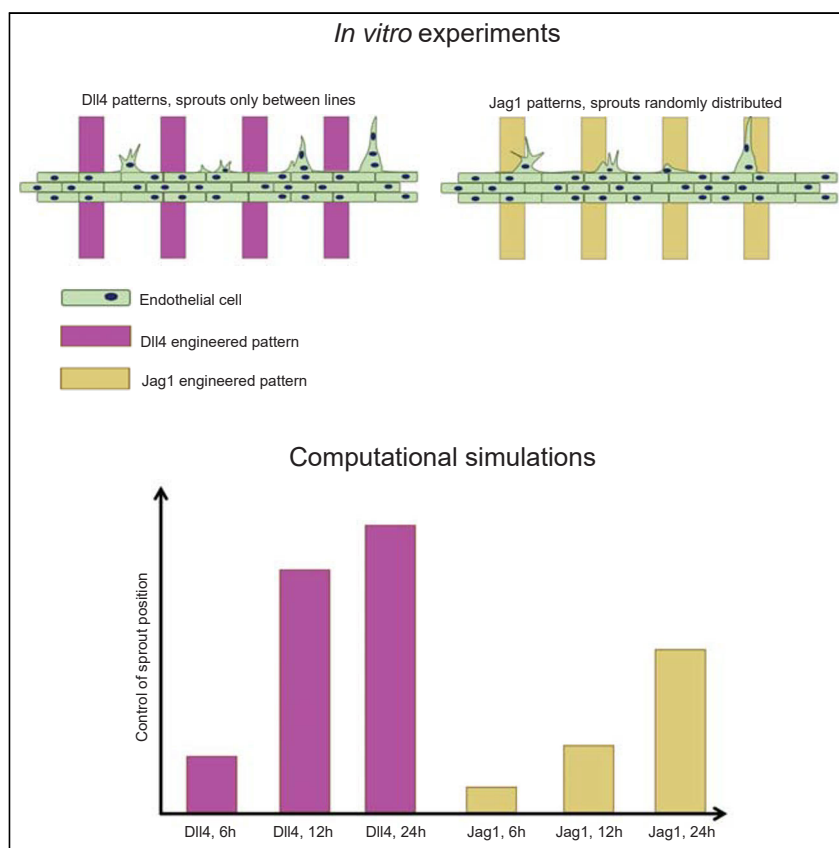 In vitro experiments
Dll4 patterns, sprouts only between lines
Jag1 patterns, sprouts randomly distributed
Endothelial cell
Dll4 engineered pattern
Jag1 engineered pattern
Computational simulations
Control of sprout position
Dll4, 6h
Dll4, 12h
Dll4, 24h
Jag1, 6h
Jag1, 12h
Jag1, 24h